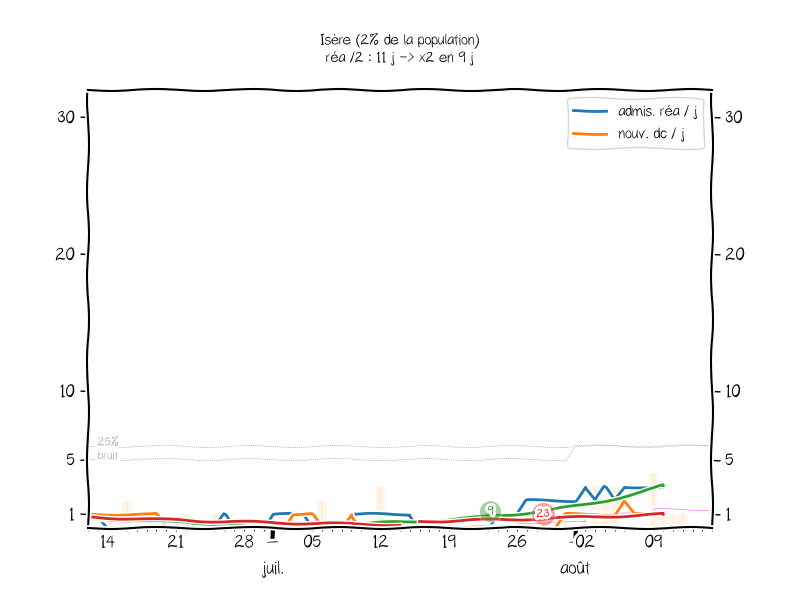 Isère (2% de la population)
réa /2 : 11 j -> x2 en 9 j
admis. réa / j
nouv. dc / j
30
30
20
20
10
10
25%
bruit
5
5
9
23
1
1
14 21 28 05 12 19 26 02 09
juil. août